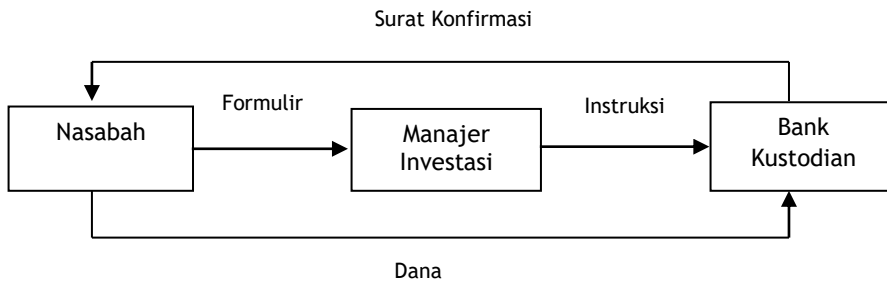 Surat Konfirmasi
Formulir
Instruksi
Nasabah
Manajer
Investasi
Bank
Kustodian
Dana